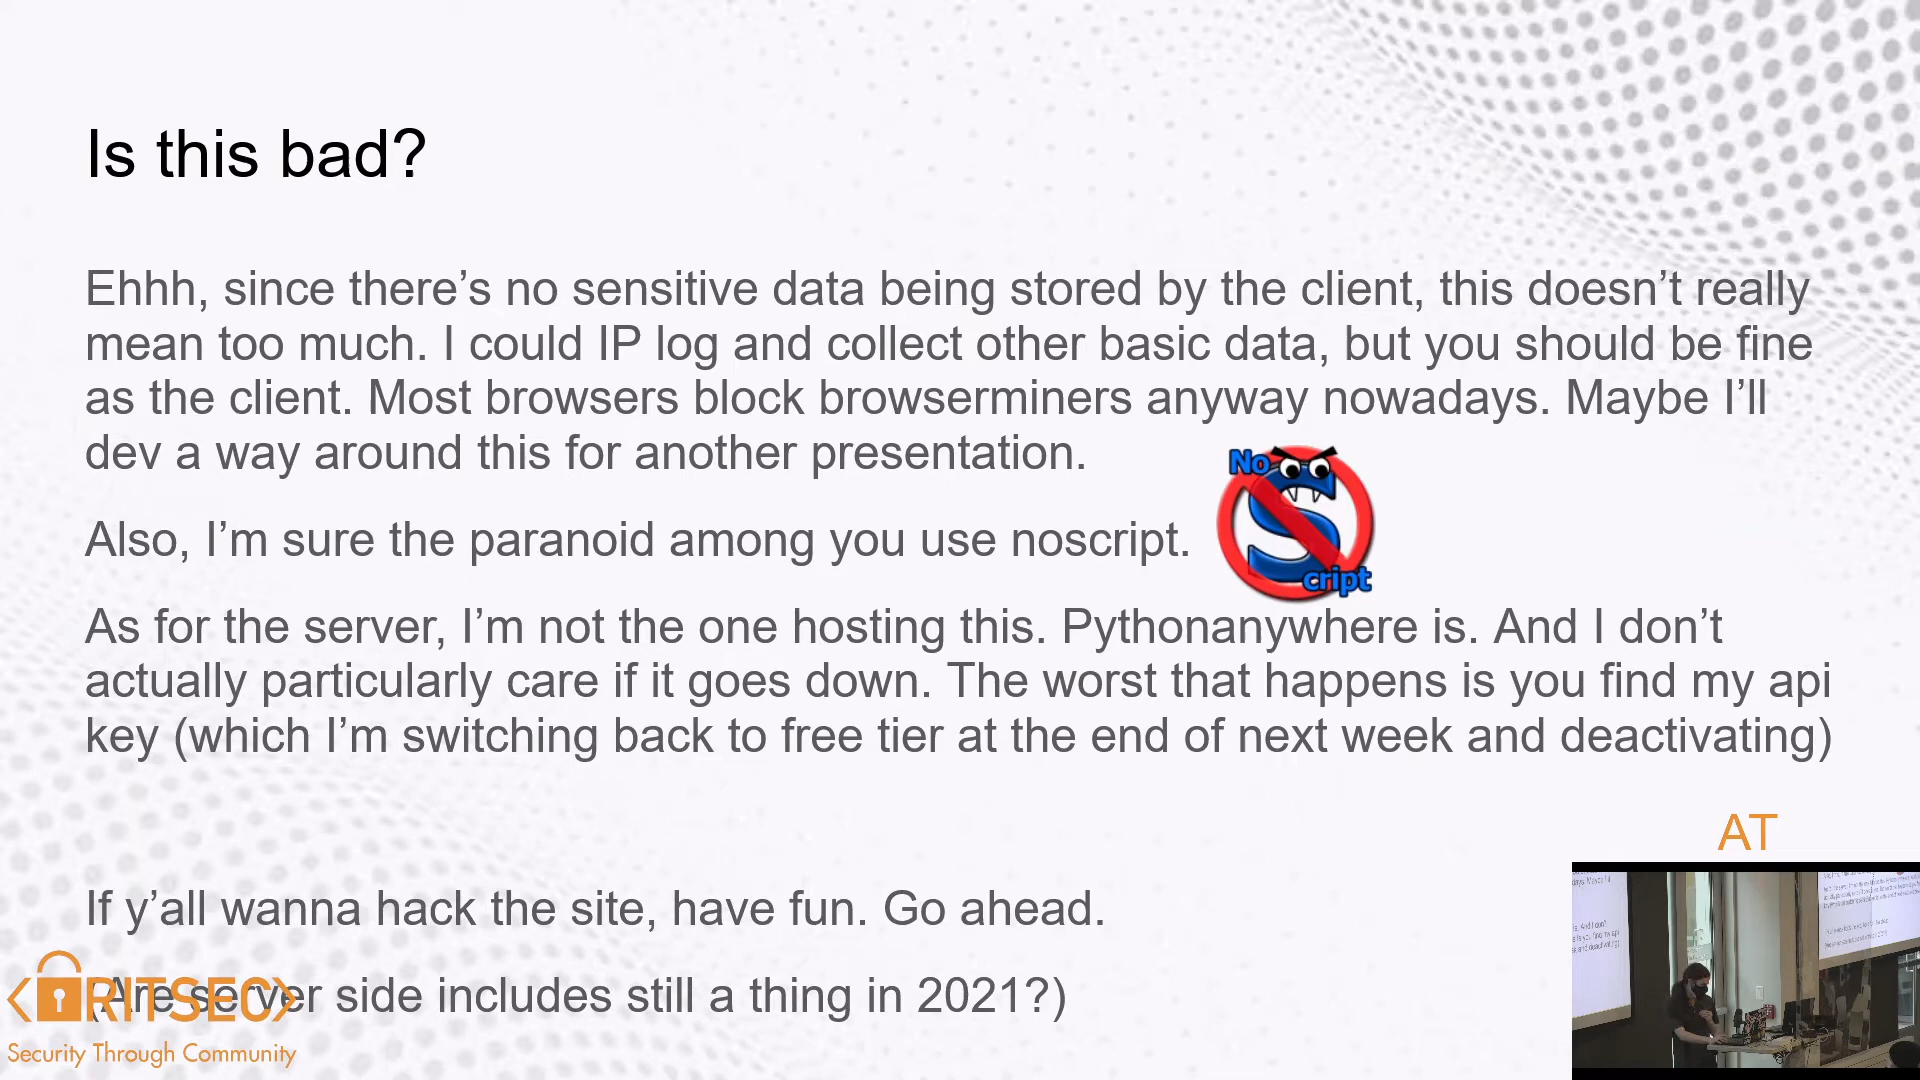 Is this bad?
Ehhh, since there’s no sensitive data being stored by the client, this doesn’t really
mean too much. I could IP log and collect other basic data, but you should be fine
as the client. Most browsers block browserminers anyway nowadays. Maybe I’ll
dev a way around this for another presentation.
No
S
cript
Also, I’m sure the paranoid among you use noscript.
As for the server, I’m not the one hosting this. Pythonanywhere is. And I don’t
actually particularly care if it goes down. The worst that happens is you find my api
key (which I’m switching back to free tier at the end of next week and deactivating)
AT
If y’all wanna hack the site, have fun. Go ahead.
(Are server side includes still a thing in 2021?)
RITSEC
Security Through Community